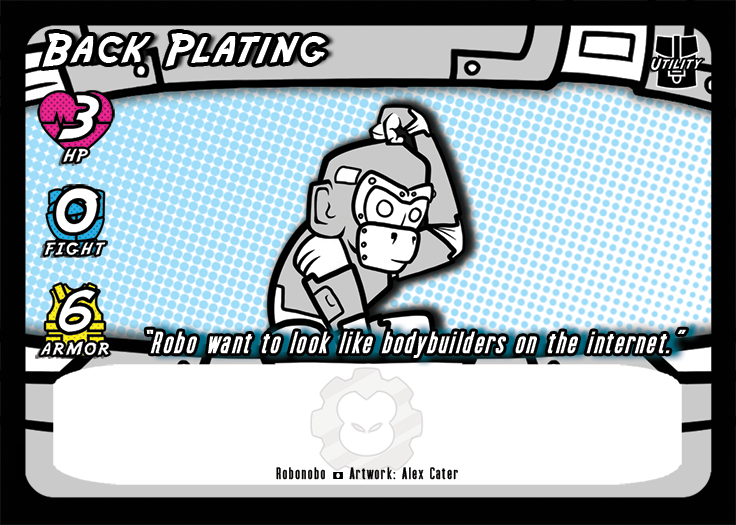 BACK PLATING
UTILITY
3
HP
0
FIGHT
6
ARMOR
"Robo want to look like bodybuilders on the internet."
Robonobo Artwork: Alex Cater